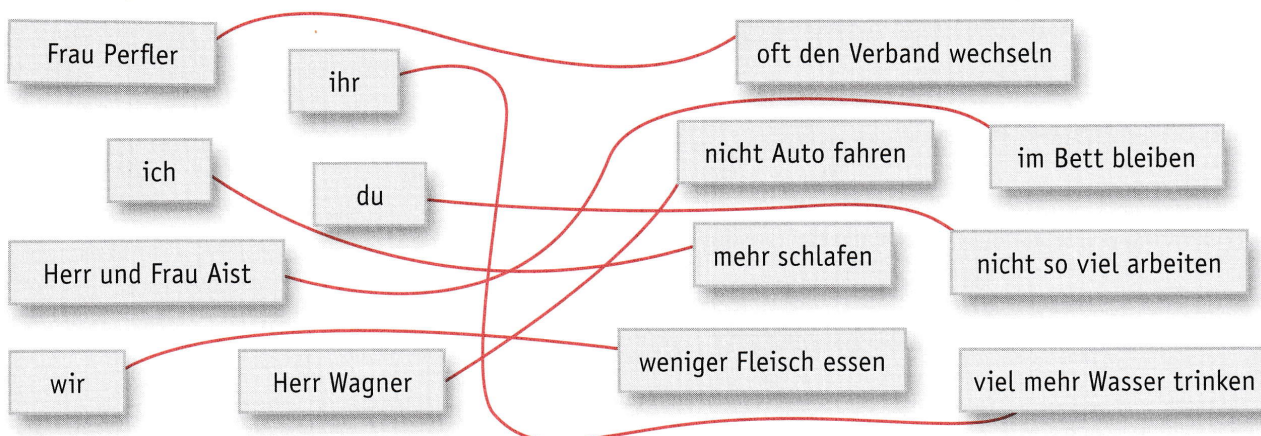 Frau Perfler
oft den Verband wechseln
ihr
nicht Auto fahren
im Bett bleiben
ich
du
mehr schlafen
nicht so viel arbeiten
Herr und Frau Aist
wir
Herr Wagner
weniger Fleisch essen
viel mehr Wasser trinken